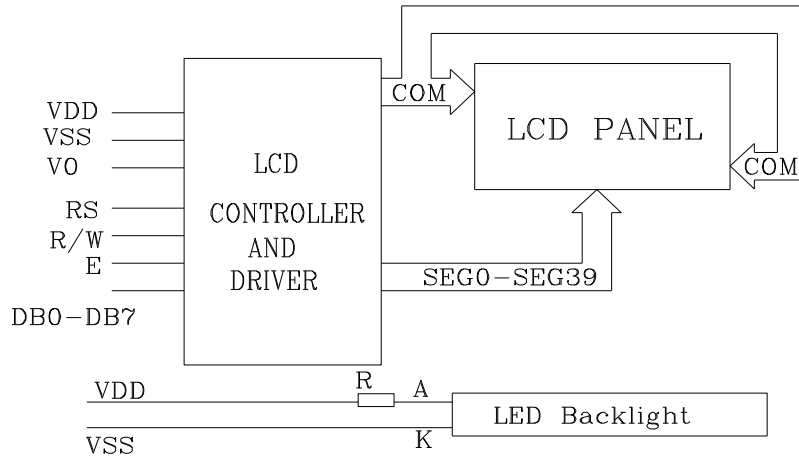 COM
LCD PANEL
COM
VDD
VSS
VO
RS
R/W
E
DB0-DB7
LCD
CONTROLLER
AND
DRIVER
SEG0-SEG39
VDD
R
A
LED Backlight
VSS
K